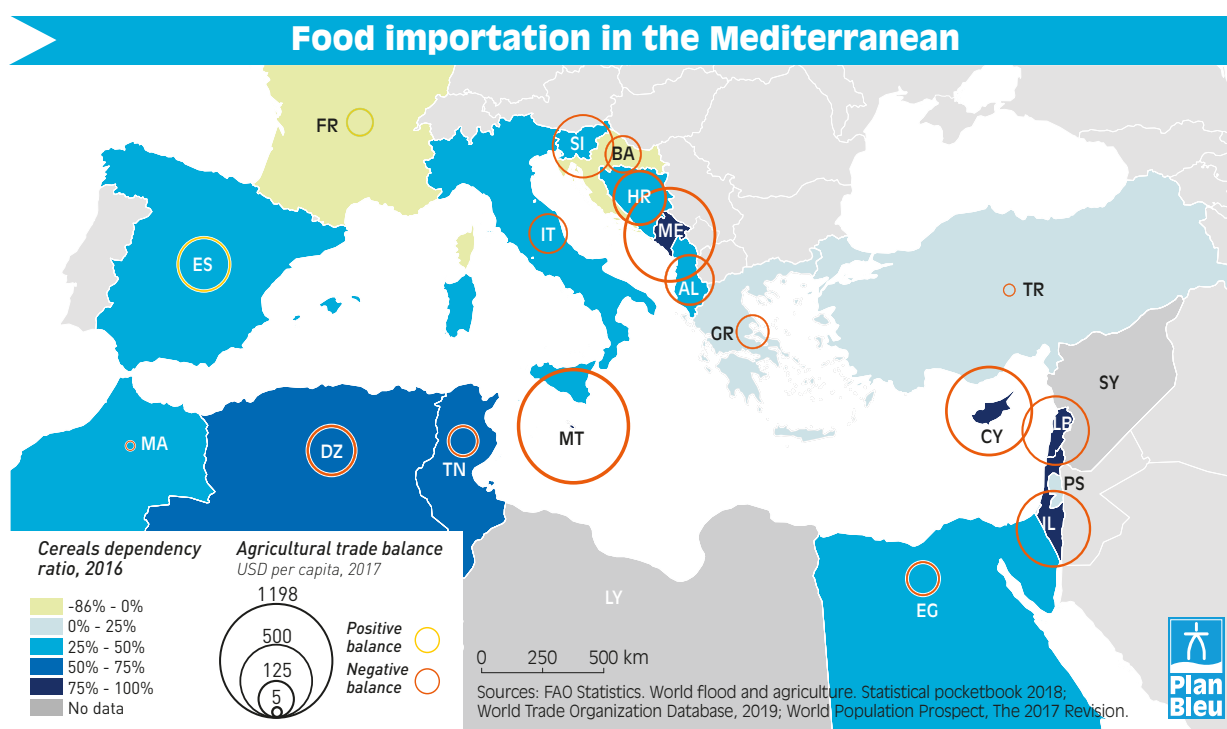 Food importation in the Mediterranean
FR
SI
BA
HR
ME
IT
ES
AL
TR
GR
SY
MA
DZ
TN
MT
CY
LB
PS
IL
LY
EG
Cereals dependency
ratio, 2016
-86% - 0%
0% - 25%
25% - 50%
50% - 75%
75% - 100%
No data
Agricultural trade balance
USD per capita, 2017
1198
500
125
5
Positive
balance
Negative
balance
0 250 500 km
Sources: FAO Statistics. World flood and agriculture. Statistical pocketbook 2018;
World Trade Organization Database, 2019; World Population Prospect, The 2017 Revision.
Plan
Bleu